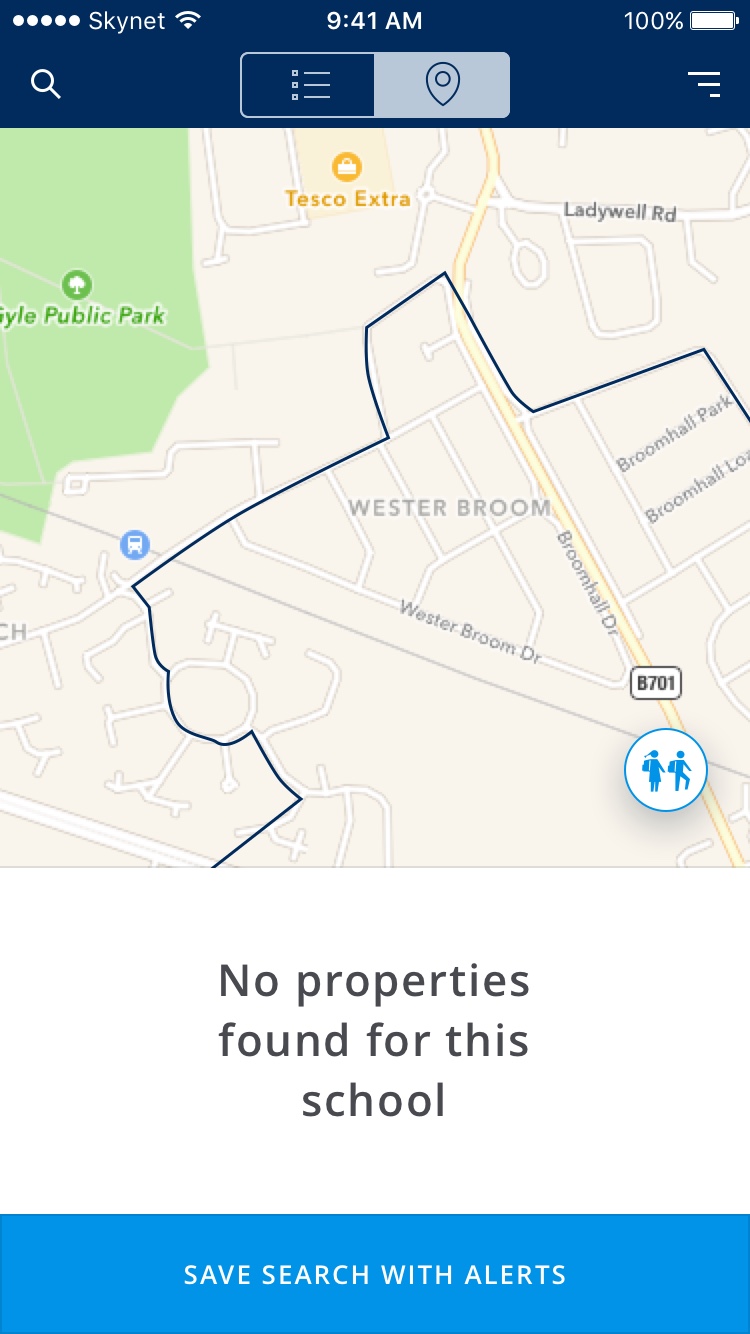 Skynet 9:41 AM 100%
Tesco Extra
Ladywell Rd
gyle Public Park
Broomhall Park
Broomhall Loa
WESTER BROOM
Broomhall Dr
Wester Broom Dr
CH
B701
No properties
found for this
school
SAVE SEARCH WITH ALERTS